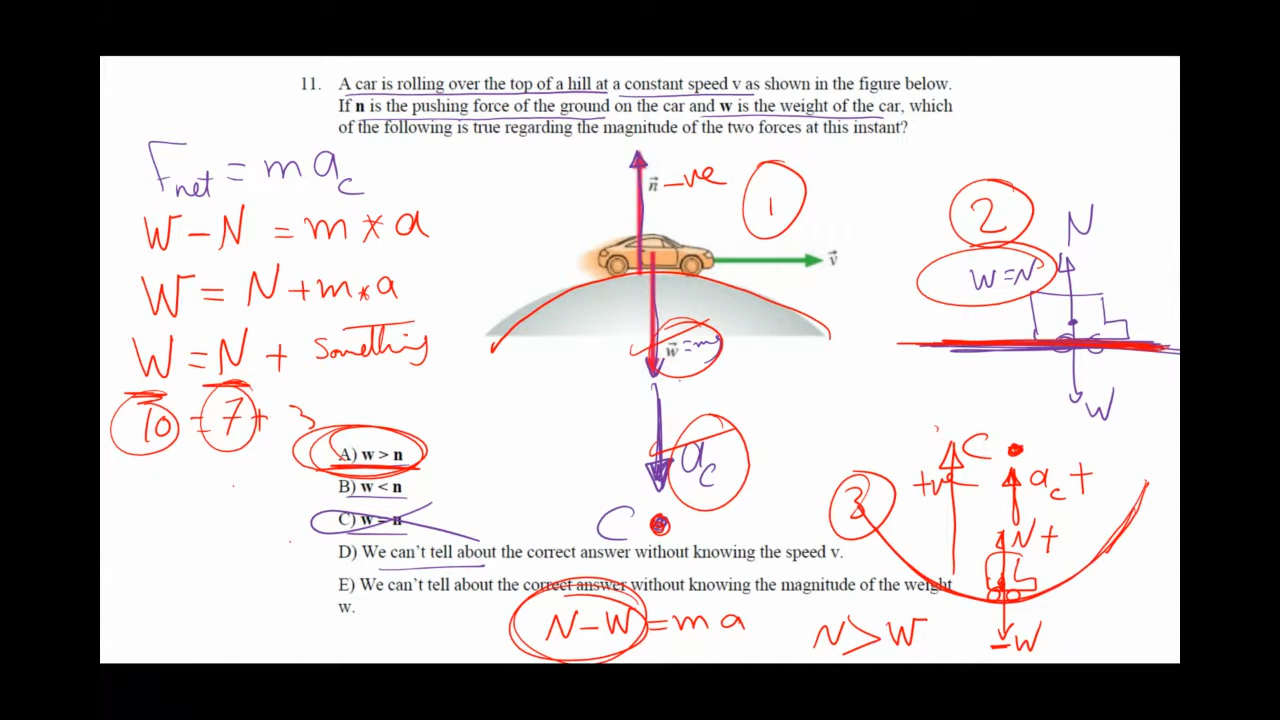 11. A car is rolling over the top of a hill at a constant speed v as shown in the figure below.
If n is the pushing force of the ground on the car and w is the weight of the car, which
of the following is true regarding the magnitude of the two forces at this instant?
F net = m a c
W - N = m × a
W = N + m * a
W = N + Something
10 = 7 + 3
n -ve
1
v
w = mg
a c
C
2
N
W = N
W
A) w > n
B) w < n
C) w = n
D) We can't tell about the correct answer without knowing the speed v.
E) We can't tell about the correct answer without knowing the magnitude of the weight
w.
3
C
+ve
a c +
N +
- W
N - W = m a
N > W